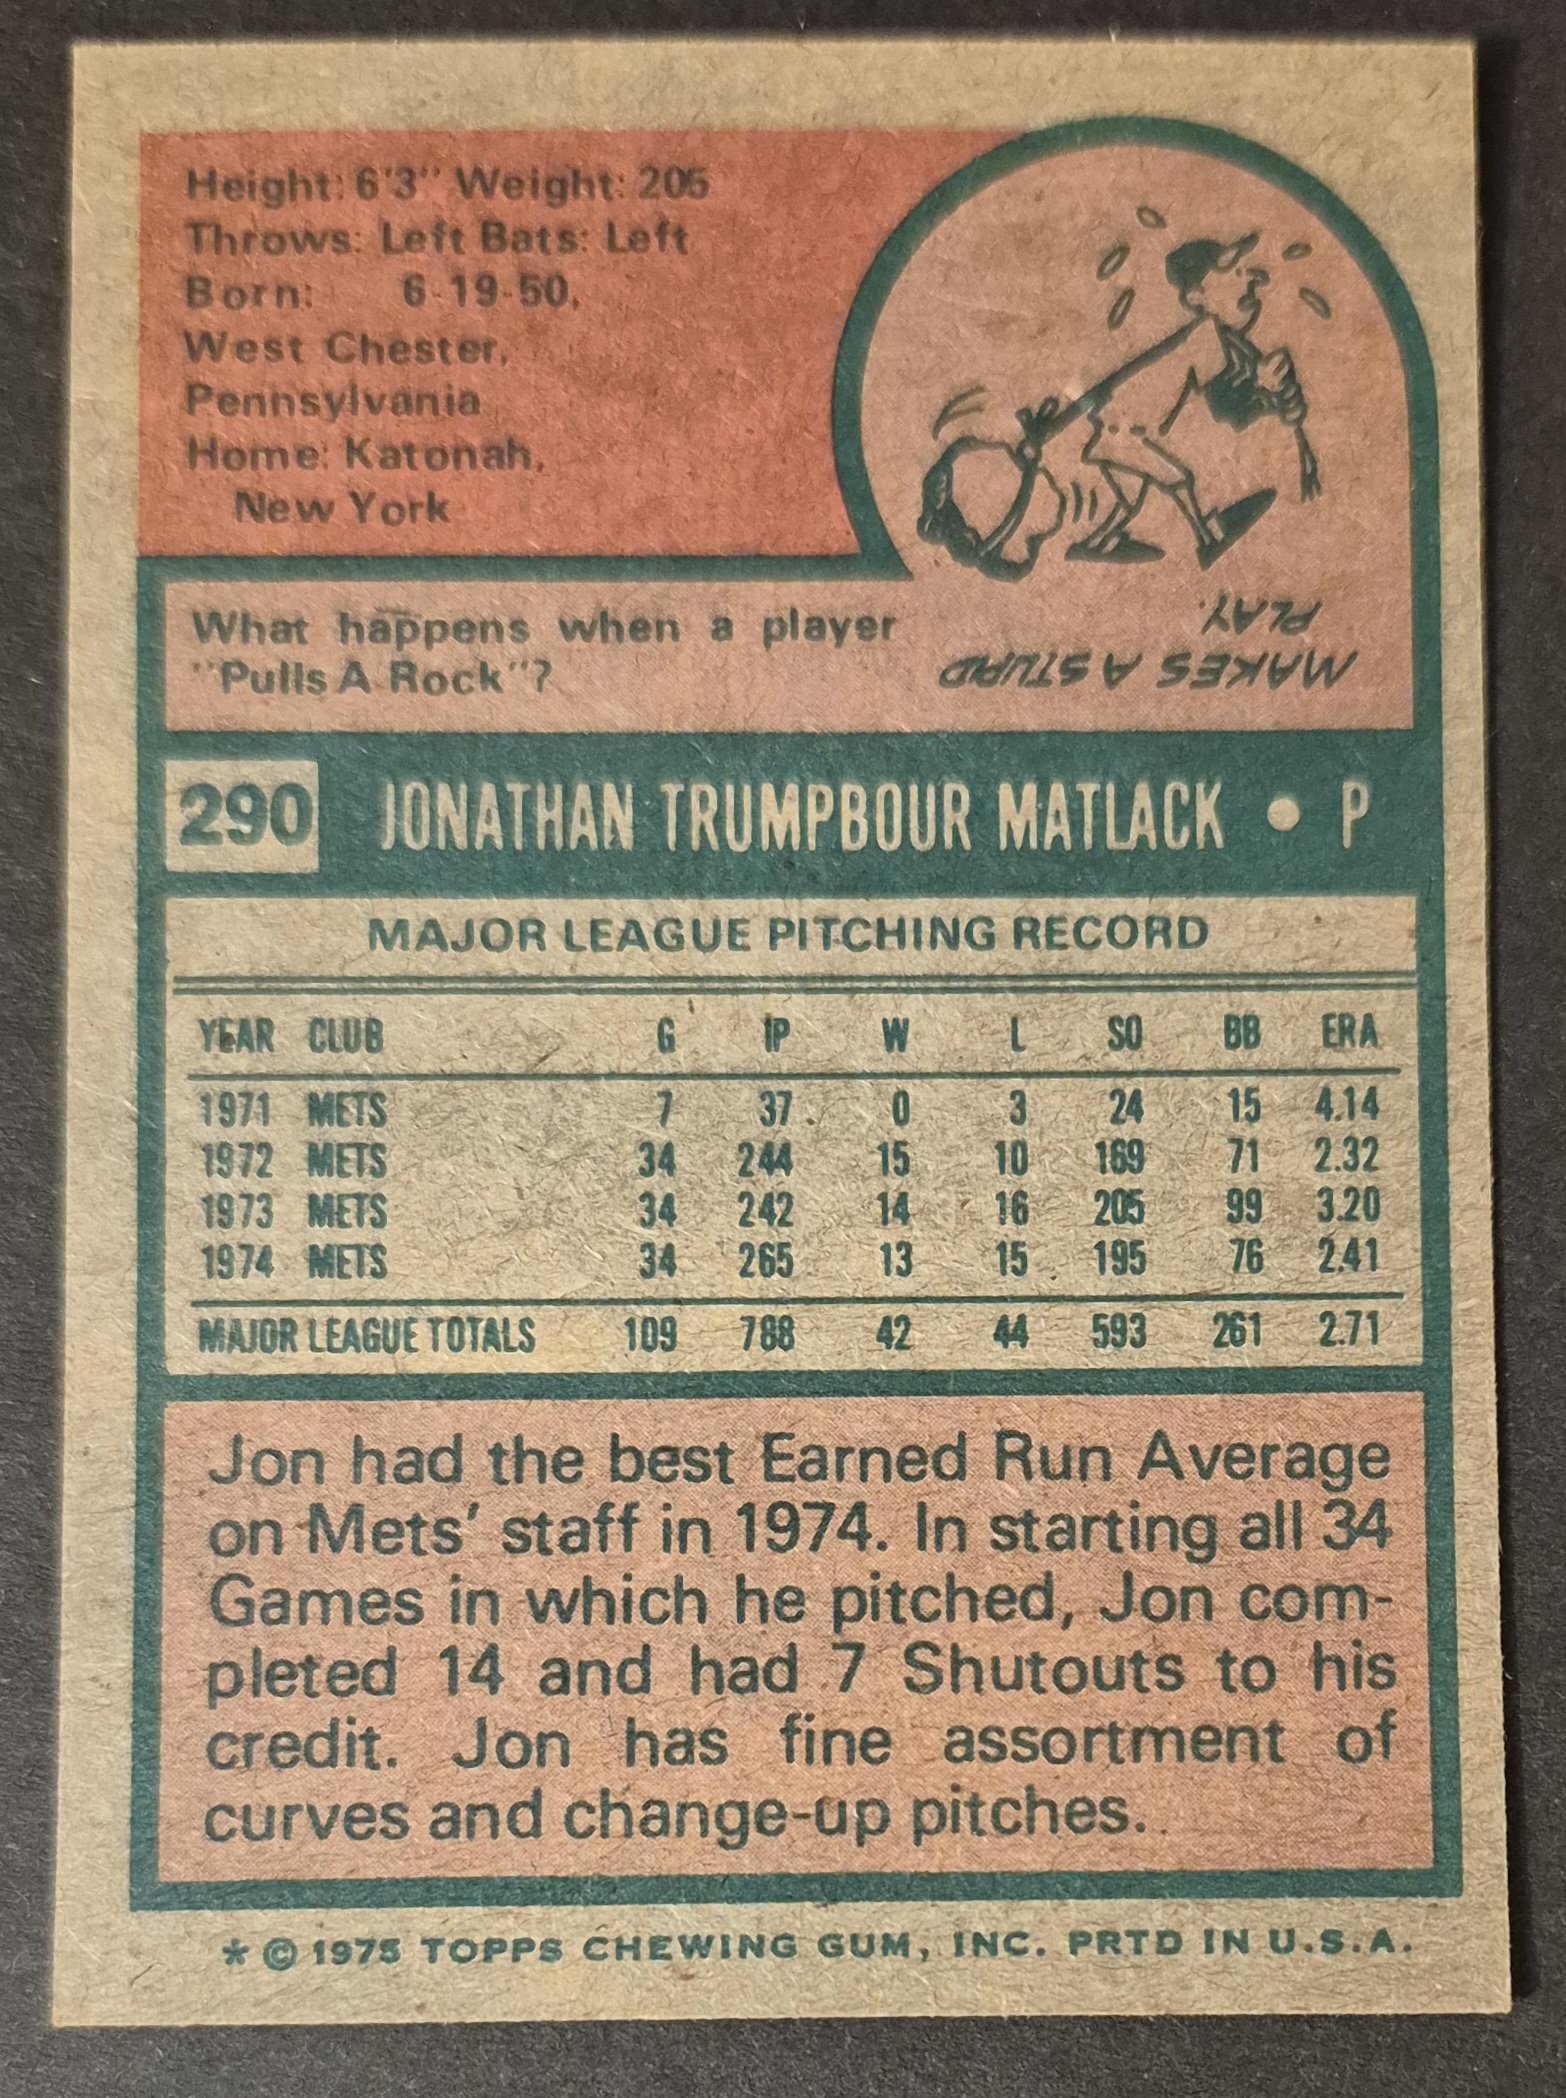 Height: 6'3" Weight: 205
Throws: Left Bats: Left
Born: 6-19-50,
West Chester,
Pennsylvania
Home: Katonah,
New York
What happens when a player
"Pulls A Rock"?
MAKES A STUPID
PLAY.
290 JONATHAN TRUMPBOUR MATLACK • P
MAJOR LEAGUE PITCHING RECORD
YEAR CLUB G IP W L SO BB ERA
1971 METS 7 37 0 3 24 15 4.14
1972 METS 34 244 15 10 169 71 2.32
1973 METS 34 242 14 16 205 99 3.20
1974 METS 34 265 13 15 195 76 2.41
MAJOR LEAGUE TOTALS 109 788 42 44 593 261 2.71
Jon had the best Earned Run Average
on Mets' staff in 1974. In starting all 34
Games in which he pitched, Jon com-
pleted 14 and had 7 Shutouts to his
credit. Jon has fine assortment of
curves and change-up pitches.
* © 1975 TOPPS CHEWING GUM, INC. PRTD IN U.S.A.